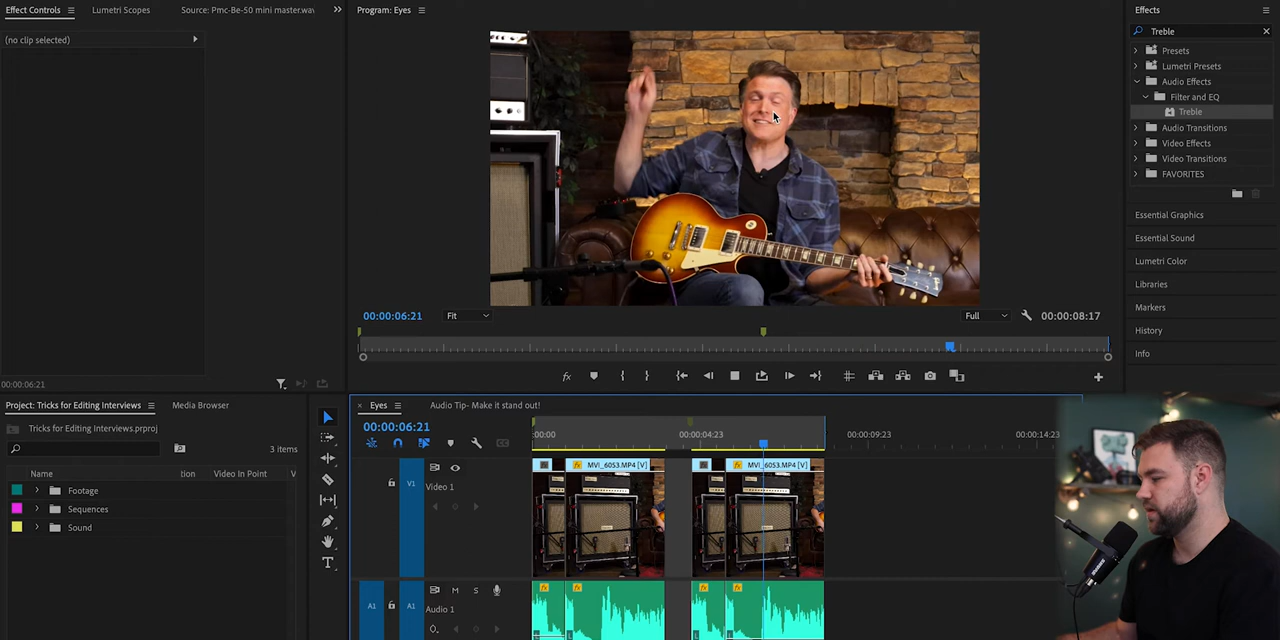 Effect Controls
Lumetri Scopes
Source: Pmc-Be-50 mini master.wav
Program: Eyes
Effects
(no clip selected)
Treble
Presets
Lumetri Presets
Audio Effects
Filter and EQ
Treble
Audio Transitions
Video Effects
Video Transitions
FAVORITES
Essential Graphics
Essential Sound
Lumetri Color
Libraries
Markers
History
Info
00:00:06:21
Fit
Full
00:00:08:17
00:00:06:21
Project: Tricks for Editing Interviews
Media Browser
Tricks for Editing Interviews.prproj
3 items
Name
tion
Video In Point
V
Footage
Sequences
Sound
Eyes
Audio Tip- Make it stand out!
00:00:06:21
:00:00
00:00:04:23
00:00:09:23
00:00:14:23
MVI_6053.MP4 [V]
MVI_6053.MP4 [V]
V1
Video 1
A1
A1
M
S
Audio 1